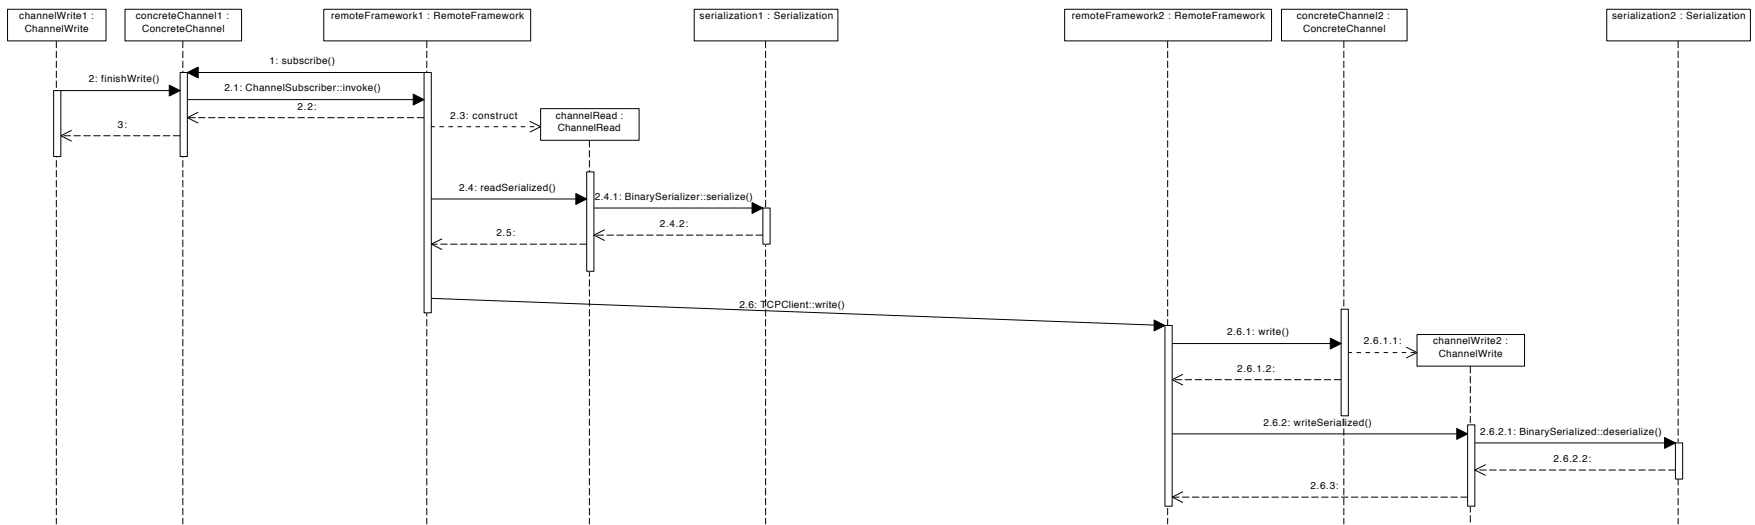 channelWrite1 :
ChannelWrite
concreteChannel1 :
ConcreteChannel
remoteFramework1 : RemoteFramework
serialization1 : Serialization
remoteFramework2 : RemoteFramework
concreteChannel2 :
ConcreteChannel
serialization2 : Serialization
1: subscribe()
2: finishWrite()
2.1: ChannelSubscriber::invoke()
2.2:
2.3: construct
channelRead :
ChannelRead
3:
2.4: readSerialized()
2.4.1: BinarySerializer::serialize()
2.4.2:
2.5:
2.6: TCPClient::write()
2.6.1: write()
2.6.1.1:
channelWrite2 :
ChannelWrite
2.6.1.2:
2.6.2: writeSerialized()
2.6.2.1: BinarySerialized::deserialize()
2.6.2.2:
2.6.3: